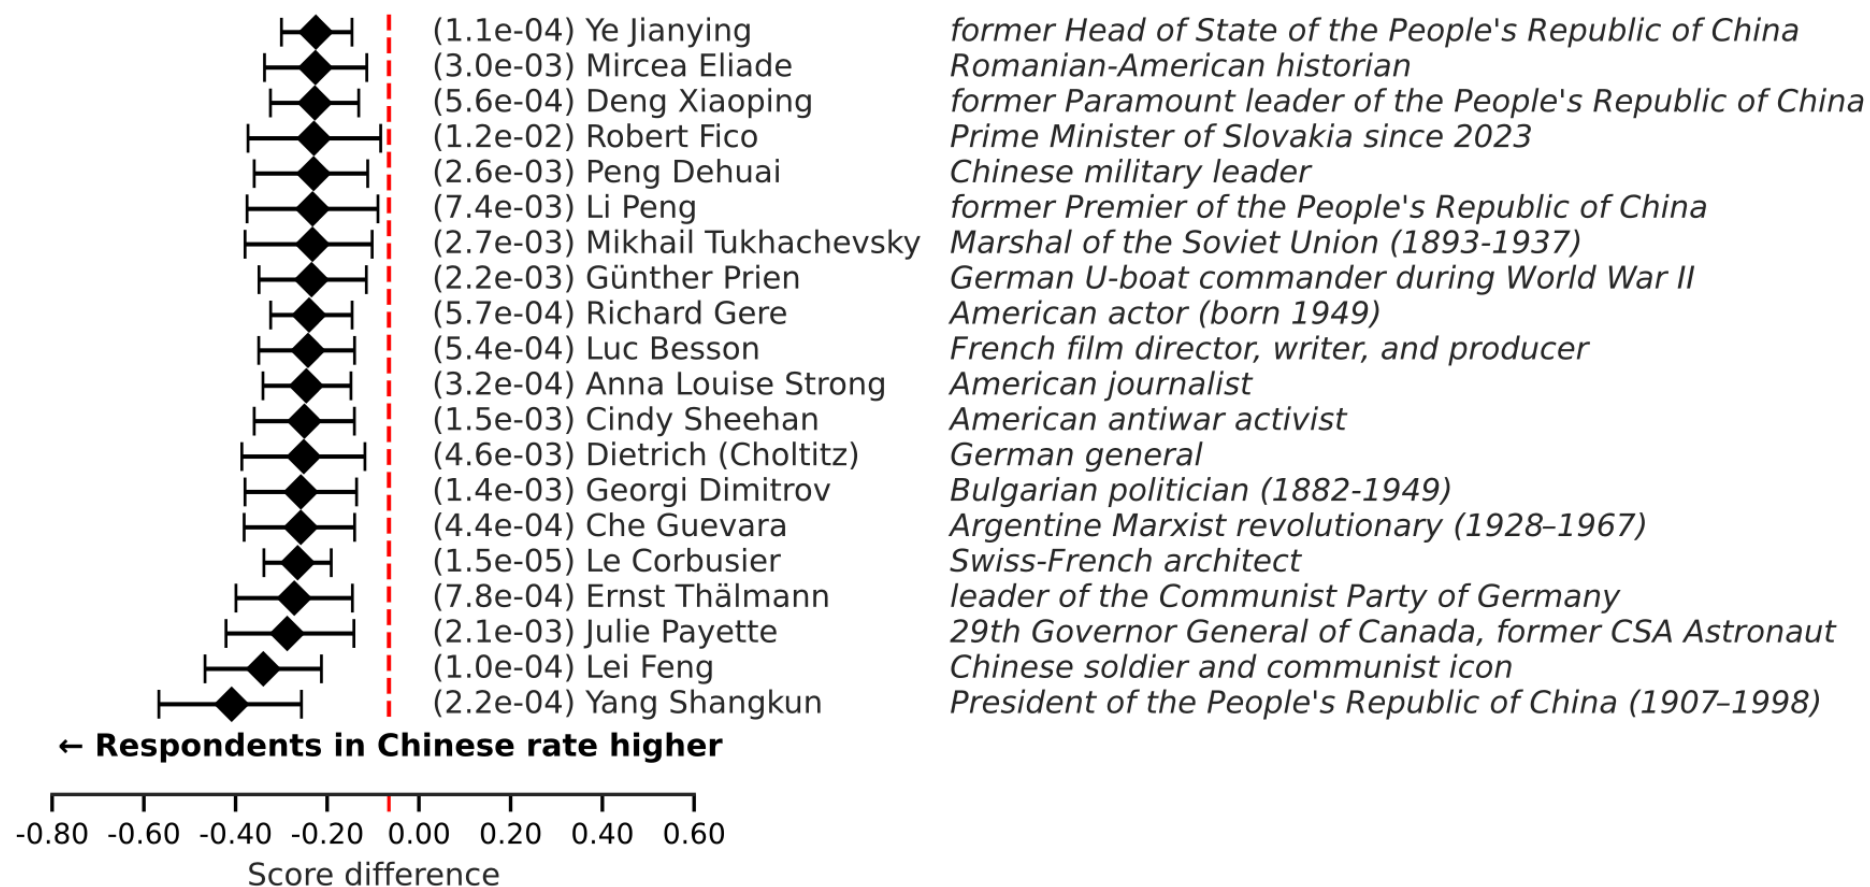 (1.1e-04) Ye Jianying former Head of State of the People's Republic of China
(3.0e-03) Mircea Eliade Romanian-American historian
(5.6e-04) Deng Xiaoping former Paramount leader of the People's Republic of China
(1.2e-02) Robert Fico Prime Minister of Slovakia since 2023
(2.6e-03) Peng Dehuai Chinese military leader
(7.4e-03) Li Peng former Premier of the People's Republic of China
(2.7e-03) Mikhail Tukhachevsky Marshal of the Soviet Union (1893-1937)
(2.2e-03) Günther Prien German U-boat commander during World War II
(5.7e-04) Richard Gere American actor (born 1949)
(5.4e-04) Luc Besson French film director, writer, and producer
(3.2e-04) Anna Louise Strong American journalist
(1.5e-03) Cindy Sheehan American antiwar activist
(4.6e-03) Dietrich (Choltitz) German general
(1.4e-03) Georgi Dimitrov Bulgarian politician (1882-1949)
(4.4e-04) Che Guevara Argentine Marxist revolutionary (1928–1967)
(1.5e-05) Le Corbusier Swiss-French architect
(7.8e-04) Ernst Thälmann leader of the Communist Party of Germany
(2.1e-03) Julie Payette 29th Governor General of Canada, former CSA Astronaut
(1.0e-04) Lei Feng Chinese soldier and communist icon
(2.2e-04) Yang Shangkun President of the People's Republic of China (1907–1998)
← Respondents in Chinese rate higher
-0.80 -0.60 -0.40 -0.20 0.00 0.20 0.40 0.60
Score difference